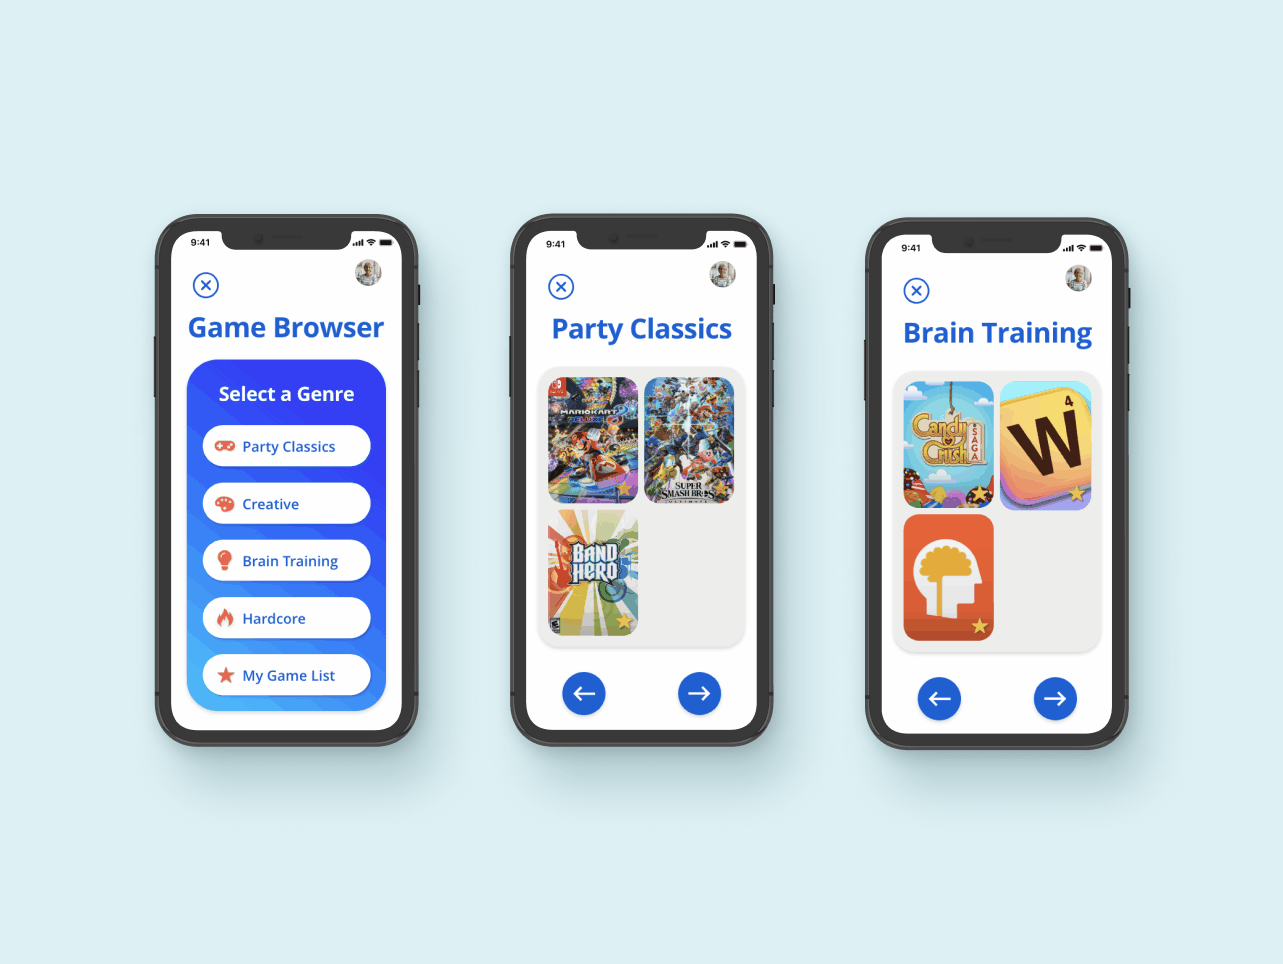 9:41
Game Browser
Select a Genre
Party Classics
Creative
Brain Training
Hardcore
My Game List
9:41
Party Classics
MARIOKART 8
DELUXE
SUPER
SMASH BROS
ULTIMATE
BAND
HERO
E
9:41
Brain Training
Candy
Crush
SAGA
4
W